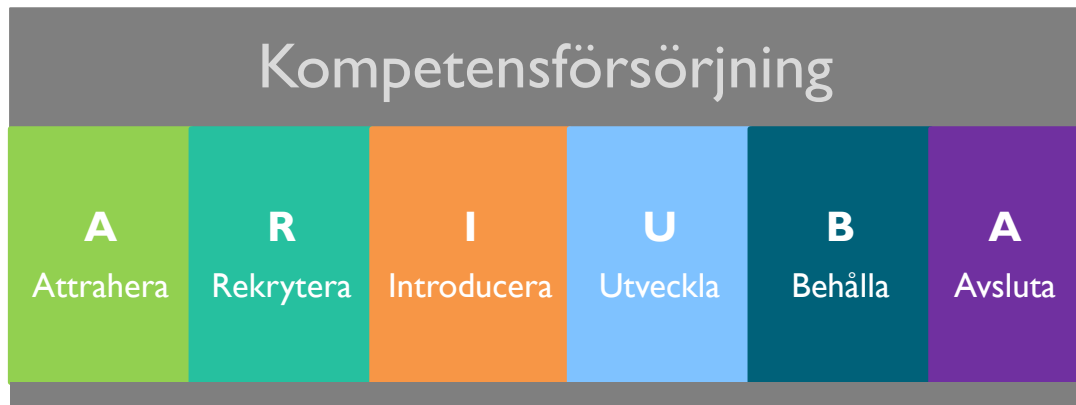 Kompetensförsörjning
A
Attrahera
R
Rekrytera
I
Introducera
U
Utveckla
B
Behålla
A
Avsluta